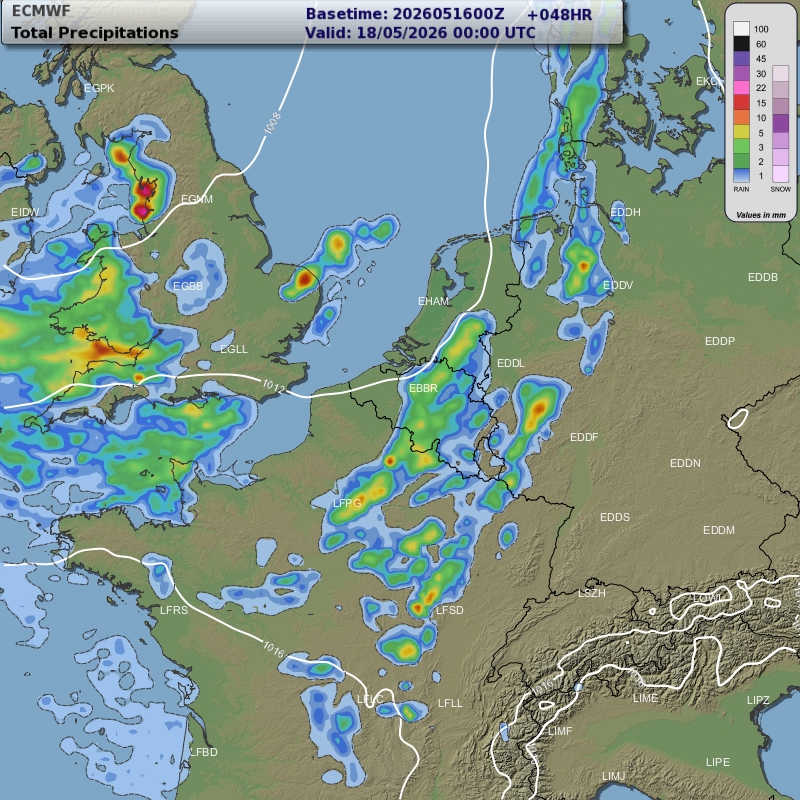 ECMWF
Basetime: 2026051600Z +048HR
Total Precipitations
Valid: 18/05/2026 00:00 UTC
100
60
45
30
22
15
10
5
3
2
1
RAIN SNOW
Values in mm
EGPK
1008
EIDW
EGNM
EDDH
EGBB
EDDV
EDDB
EHAM
EDDP
EGLL
EDDL
1012
EBBR
EDDF
EDDN
LFPG
EDDS
EDDM
LSZH
LOWI
LFRS
LFSD
1016
1016
LFLC
LFLL
LIME
LIPZ
LIMF
LFBD
LIPE
LIMJ